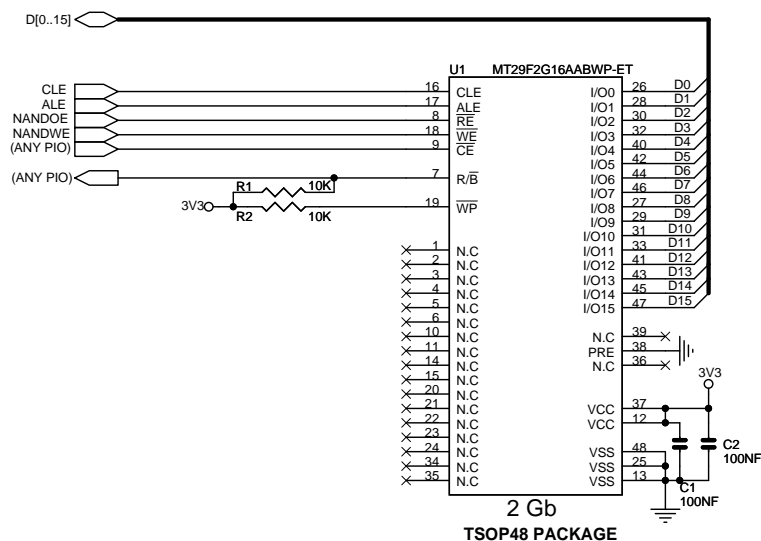 D[0..15]
U1 MT29F2G16AABWP-ET
CLE 16 CLE I/O0 26 D0
ALE 17 ALE I/O1 28 D1
NANDOE 8 RE I/O2 30 D2
NANDWE 18 WE I/O3 32 D3
(ANY PIO) 9 CE I/O4 40 D4
I/O5 42 D5
(ANY PIO) 7 R/B I/O6 44 D6
R1 10K I/O7 46 D7
3V3 R2 10K 19 WP I/O8 27 D8
I/O9 29 D9
I/O10 31 D10
1 N.C I/O11 33 D11
2 N.C I/O12 41 D12
3 N.C I/O13 43 D13
4 N.C I/O14 45 D14
5 N.C I/O15 47 D15
6 N.C
10 N.C N.C 39
11 N.C PRE 38
14 N.C N.C 36
15 N.C 3V3
20 N.C
21 N.C VCC 37
22 N.C VCC 12
23 N.C
24 N.C VSS 48 C2
34 N.C VSS 25 100NF
35 N.C VSS 13 C1
100NF
2 Gb
TSOP48 PACKAGE